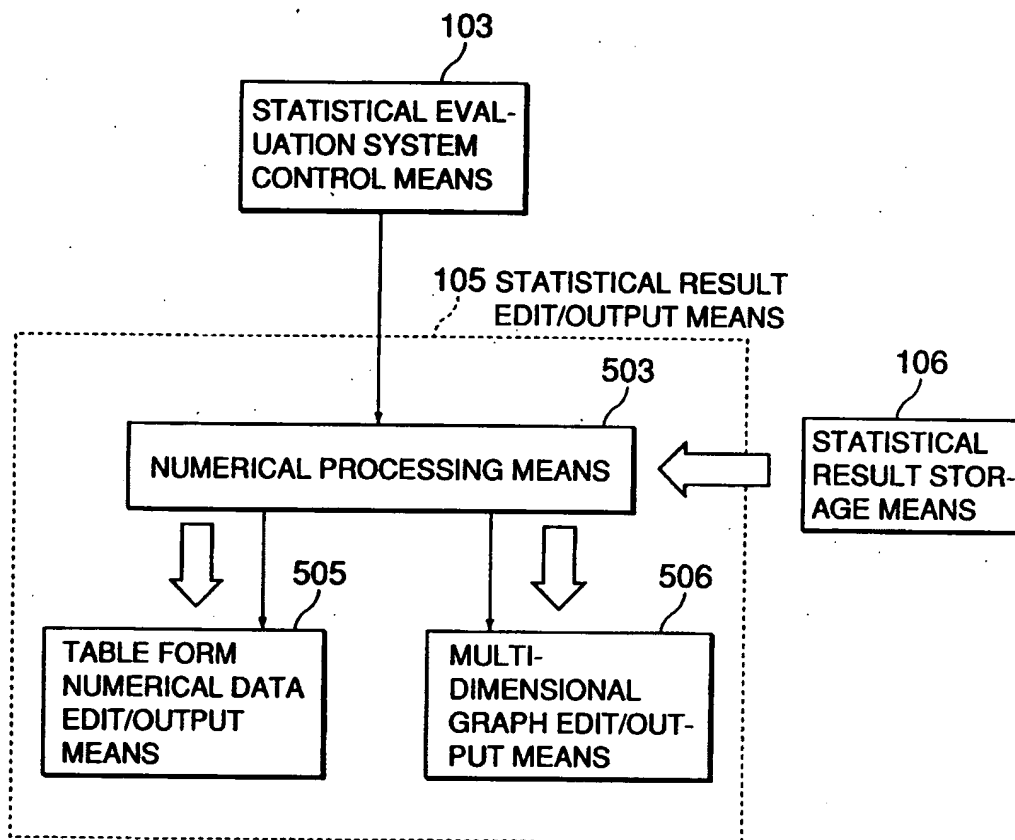 103
STATISTICAL EVAL-
UATION SYSTEM
CONTROL MEANS
105 STATISTICAL RESULT
EDIT/OUTPUT MEANS
503
NUMERICAL PROCESSING MEANS
106
STATISTICAL
RESULT STOR-
AGE MEANS
505
TABLE FORM
NUMERICAL DATA
EDIT/OUTPUT
MEANS
506
MULTI-
DIMENSIONAL
GRAPH EDIT/OUT-
PUT MEANS